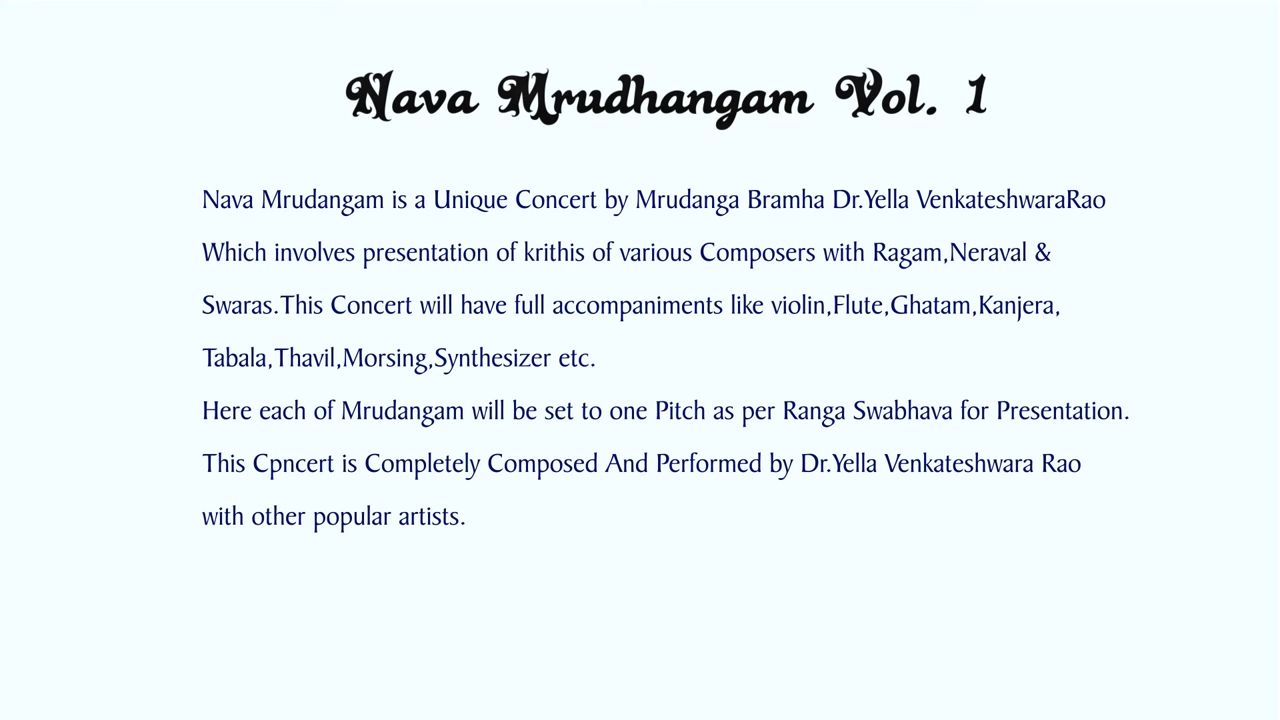 Nava Mrudhangam Vol. 1
Nava Mrudangam is a Unique Concert by Mrudanga Bramha Dr.Yella VenkateshwaraRao
Which involves presentation of krithis of various Composers with Ragam,Neraval &
Swaras.This Concert will have full accompaniments like violin,Flute,Ghatam,Kanjera,
Tabala,Thavil,Morsing,Synthesizer etc.
Here each of Mrudangam will be set to one Pitch as per Ranga Swabhava for Presentation.
This Cpncert is Completely Composed And Performed by Dr.Yella Venkateshwara Rao
with other popular artists.